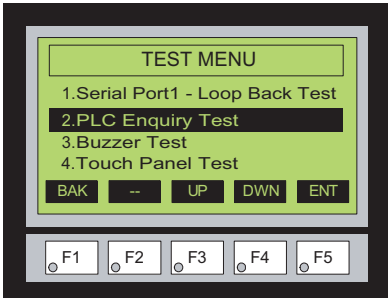 TEST MENU
1.Serial Port1 - Loop Back Test
2.PLC Enquiry Test
3.Buzzer Test
4.Touch Panel Test
BAK -- UP DWN ENT
F1 F2 F3 F4 F5